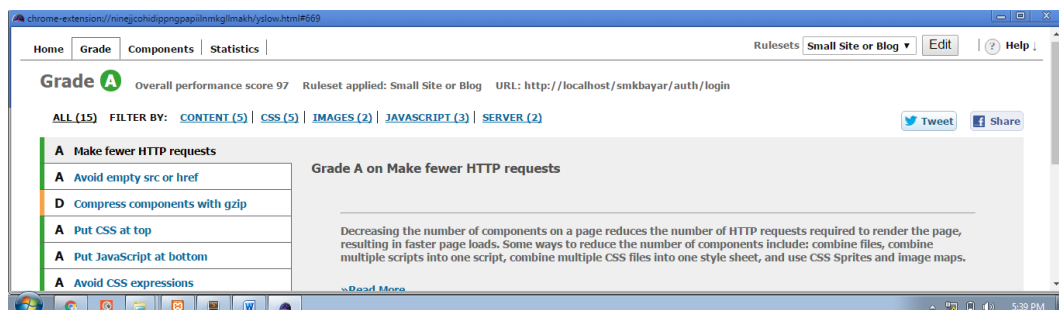 chrome-extension://ninejjcohidippngpapiilnmkgllmakh/yslow.html#669
Home Grade Components Statistics Rulesets Small Site or Blog Edit ? Help ↓
Grade A Overall performance score 97 Ruleset applied: Small Site or Blog URL: http://localhost/smkbayar/auth/login
ALL (15) FILTER BY: CONTENT (5) CSS (5) IMAGES (2) JAVASCRIPT (3) SERVER (2) Tweet Share
A Make fewer HTTP requests
A Avoid empty src or href
D Compress components with gzip
A Put CSS at top
A Put JavaScript at bottom
A Avoid CSS expressions
Grade A on Make fewer HTTP requests
Decreasing the number of components on a page reduces the number of HTTP requests required to render the page,
resulting in faster page loads. Some ways to reduce the number of components include: combine files, combine
multiple scripts into one script, combine multiple CSS files into one style sheet, and use CSS Sprites and image maps.
»Read More
5:39 PM